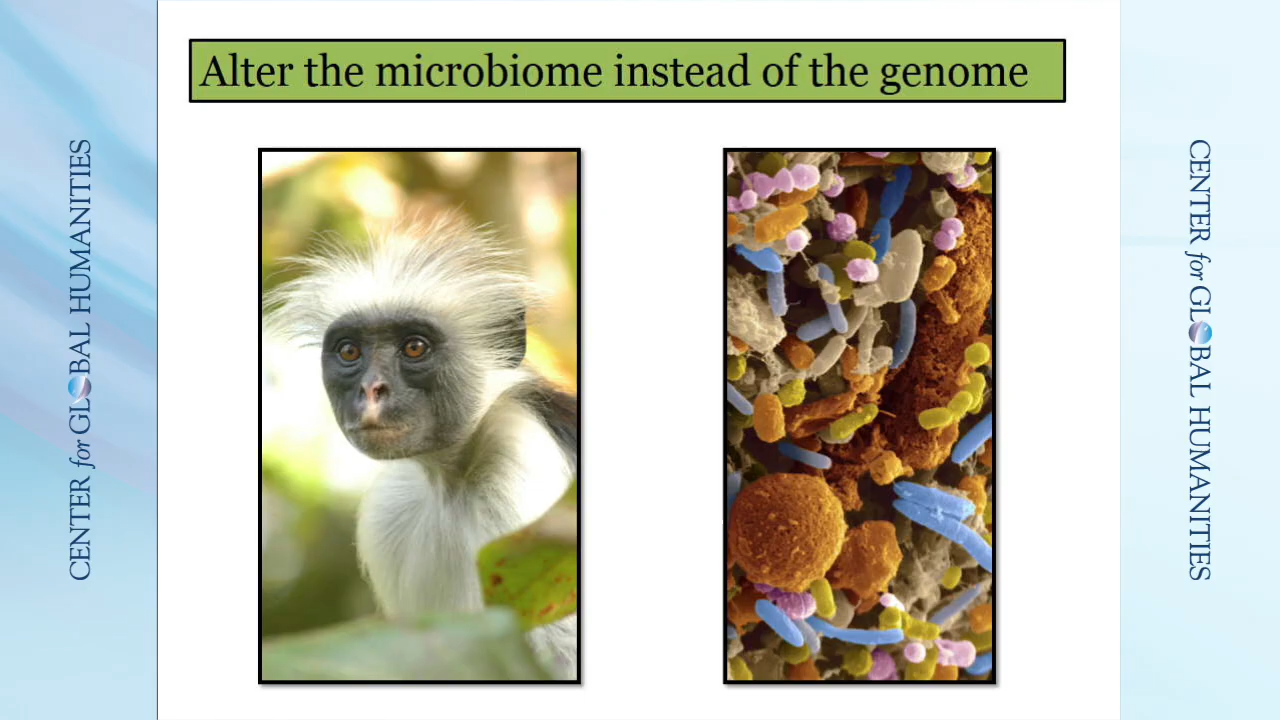 Alter the microbiome instead of the genome
CENTER for GLOBAL HUMANITIES
CENTER for GLOBAL HUMANITIES